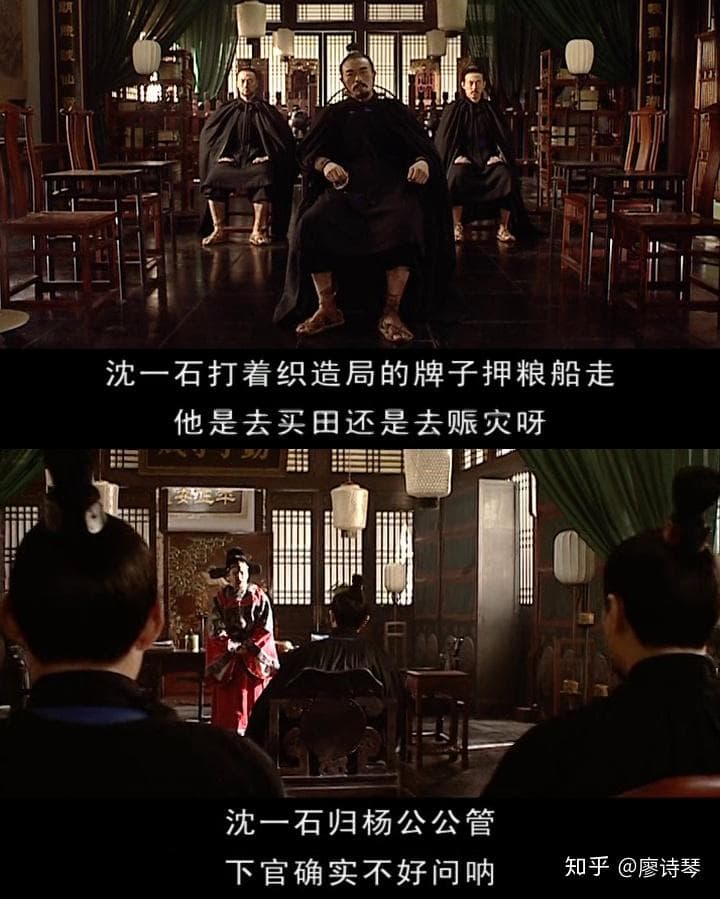 沈一石打着织造局的牌子押粮船走
他是去买田还是去赈灾呀
沈一石归杨公公管
下官确实不好问呐
知乎 @廖诗琴